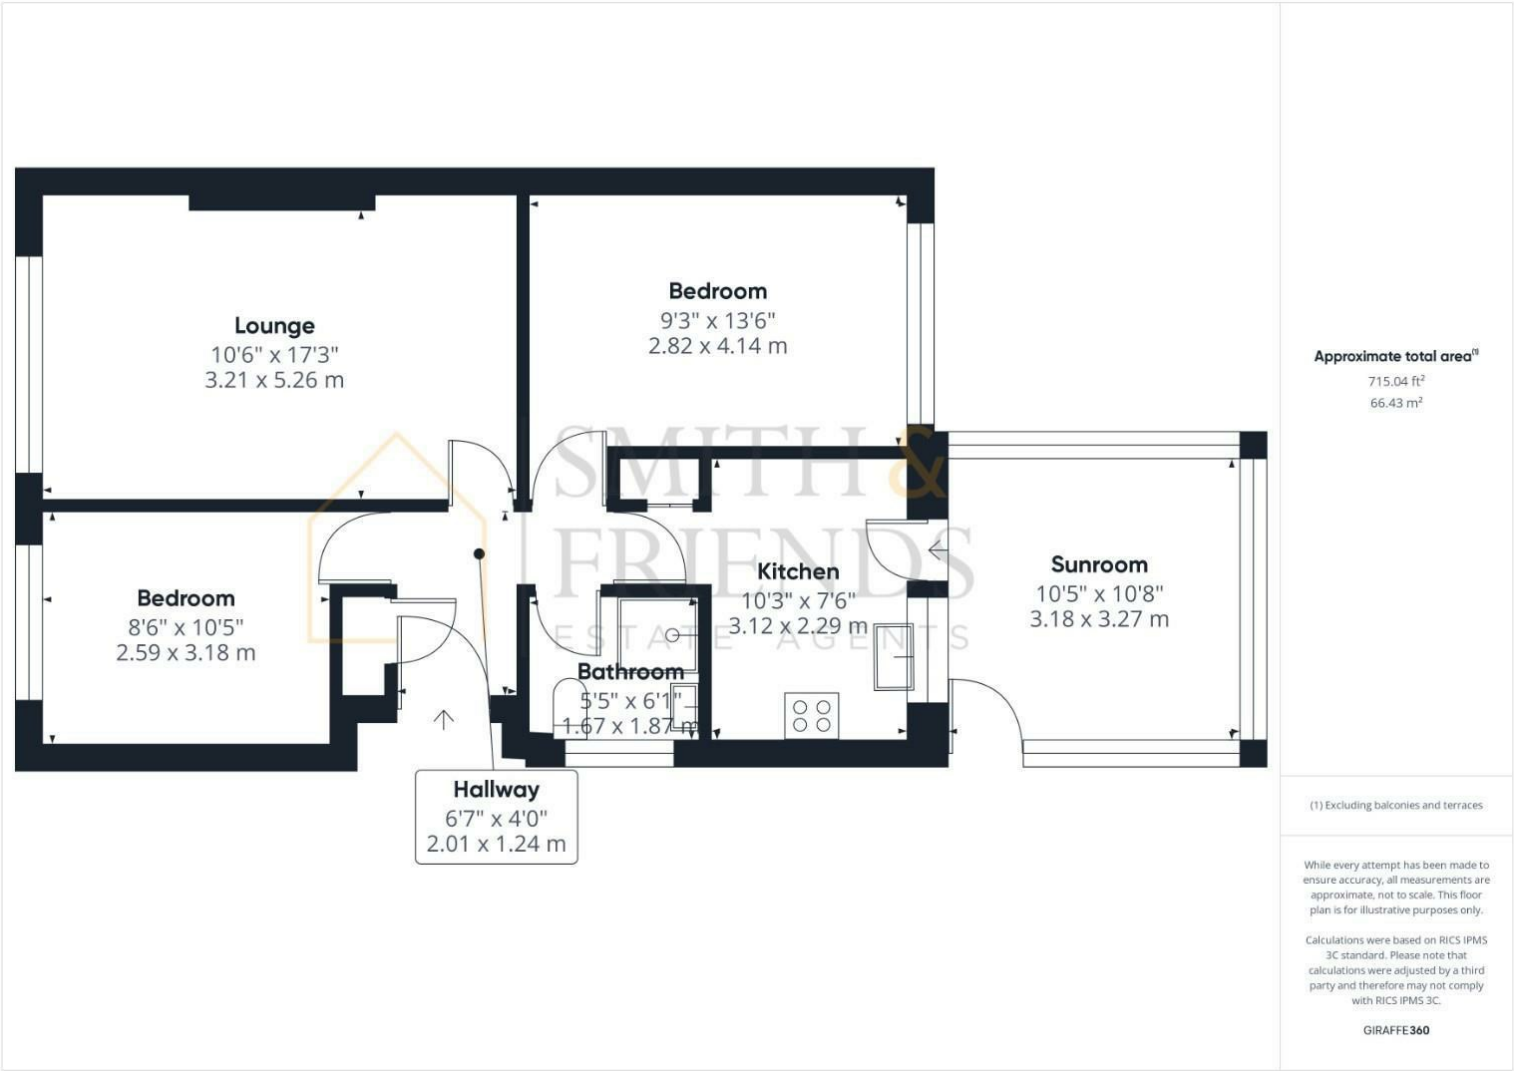 Lounge
10'6" x 17'3"
3.21 x 5.26 m
Bedroom
9'3" x 13'6"
2.82 x 4.14 m
Bedroom
8'6" x 10'5"
2.59 x 3.18 m
Kitchen
10'3" x 7'6"
3.12 x 2.29 m
Sunroom
10'5" x 10'8"
3.18 x 3.27 m
Bathroom
5'5" x 6'1"
1.67 x 1.87 m
Hallway
6'7" x 4'0"
2.01 x 1.24 m
SMITH &
FRIENDS
ESTATE AGENTS
Approximate total area(1)
715.04 ft²
66.43 m²
(1) Excluding balconies and terraces
While every attempt has been made to
ensure accuracy, all measurements are
approximate, not to scale. This floor
plan is for illustrative purposes only.
Calculations were based on RICS IPMS
3C standard. Please note that
calculations were adjusted by a third
party and therefore may not comply
with RICS IPMS 3C.
GIRAFFE360